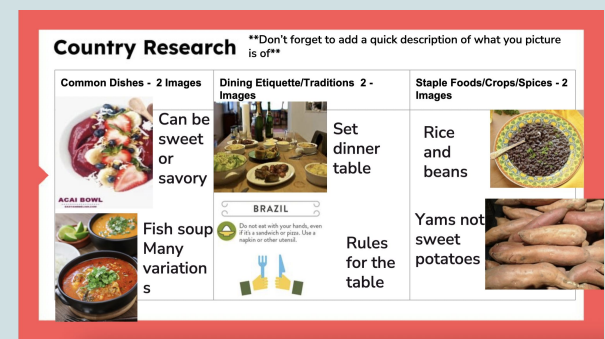 Country Research
**Don't forget to add a quick description of what you picture
is of**
Common Dishes - 2 Images
Can be
sweet
or
savory
ACAI BOWL
Fish soup
Many
variation
s
Dining Etiquette/Traditions 2 -
Images
Set
dinner
table
BRAZIL
Do not eat with your hands, even
if it's a sandwich or pizza. Use a
napkin or other utensil.
Rules
for the
table
Staple Foods/Crops/Spices - 2
Images
Rice
and
beans
Yams not
sweet
potatoes